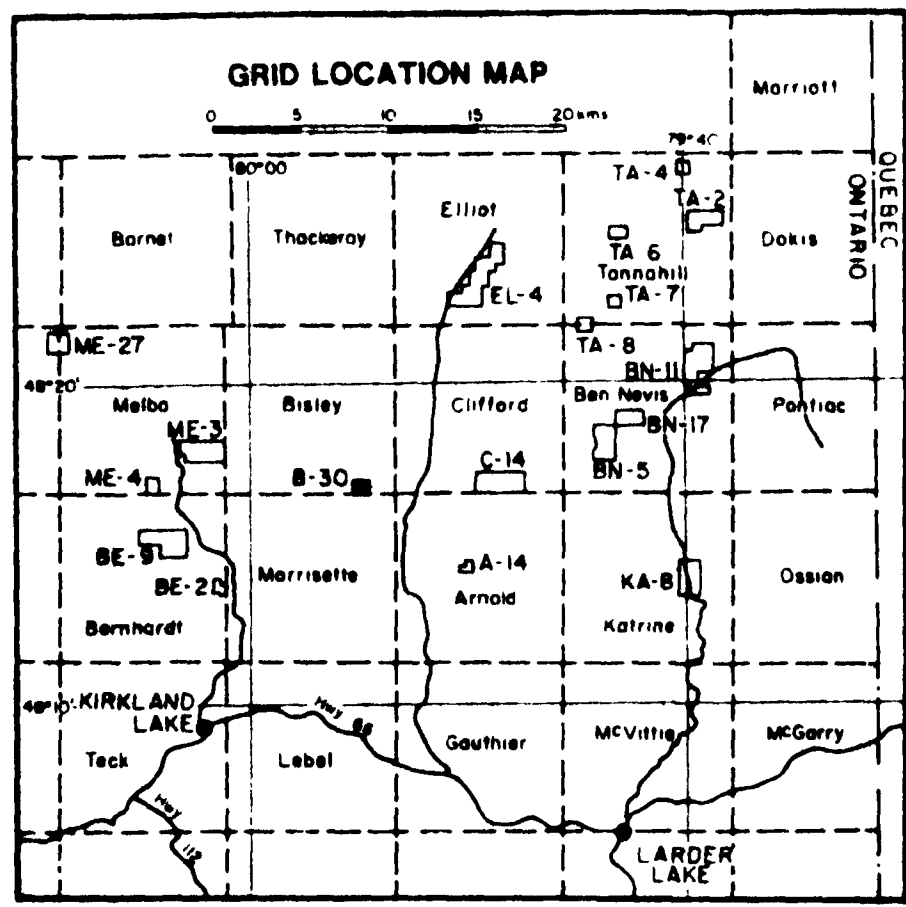 GRID LOCATION MAP
Marriott
0 5 10 15 20 kms
79°40'
80°00
TA-4
QUEBEC
ONTARIO
TA-2
Elliot
Barnet
Thackeray
TA 6
Dokis
Tannahill
EL-4
TA-7
ME-27
TA-8
BN-11
48°20'
Melba
Bisley
Clifford
Ben Nevis
Pontiac
ME-3
BN-17
C-14
BN-5
ME-4
B-30
BE-9
A-14
BE-2
Morrisette
KA-8
Ossian
Arnold
Bernhardt
Katrine
48°10'
KIRKLAND
LAKE
Hwy 66
Teck
Lebel
Gauthier
McVittie
McGarry
Hwy 112
LARDER
LAKE